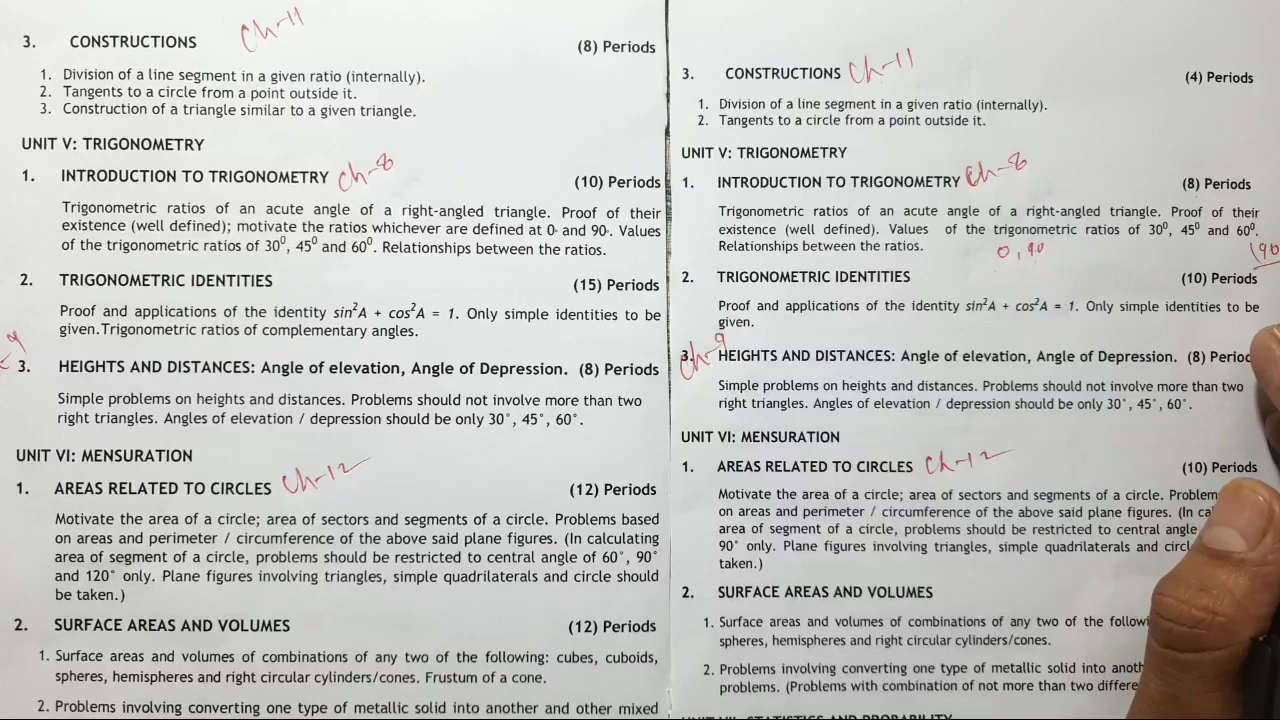 3. CONSTRUCTIONS Ch-11
(8) Periods
1. Division of a line segment in a given ratio (internally).
2. Tangents to a circle from a point outside it.
3. Construction of a triangle similar to a given triangle.
UNIT V: TRIGONOMETRY
1. INTRODUCTION TO TRIGONOMETRY Ch-8
(10) Periods
Trigonometric ratios of an acute angle of a right-angled triangle. Proof of their
existence (well defined); motivate the ratios whichever are defined at 0◦ and 90◦. Values
of the trigonometric ratios of 30⁰, 45⁰ and 60⁰. Relationships between the ratios.
2. TRIGONOMETRIC IDENTITIES (15) Periods
Proof and applications of the identity sin²A + cos²A = 1. Only simple identities to be
given.Trigonometric ratios of complementary angles.
9
3. HEIGHTS AND DISTANCES: Angle of elevation, Angle of Depression. (8) Periods
Simple problems on heights and distances. Problems should not involve more than two
right triangles. Angles of elevation / depression should be only 30°, 45°, 60°.
UNIT VI: MENSURATION
1. AREAS RELATED TO CIRCLES Ch-12 (12) Periods
Motivate the area of a circle; area of sectors and segments of a circle. Problems based
on areas and perimeter / circumference of the above said plane figures. (In calculating
area of segment of a circle, problems should be restricted to central angle of 60°, 90°
and 120° only. Plane figures involving triangles, simple quadrilaterals and circle should
be taken.)
2. SURFACE AREAS AND VOLUMES (12) Periods
1. Surface areas and volumes of combinations of any two of the following: cubes, cuboids,
spheres, hemispheres and right circular cylinders/cones. Frustum of a cone.
2. Problems involving converting one type of metallic solid into another and other mixed
3. CONSTRUCTIONS Ch-11 (4) Periods
1. Division of a line segment in a given ratio (internally).
2. Tangents to a circle from a point outside it.
UNIT V: TRIGONOMETRY
1. INTRODUCTION TO TRIGONOMETRY Ch-8 (8) Periods
Trigonometric ratios of an acute angle of a right-angled triangle. Proof of their
existence (well defined). Values of the trigonometric ratios of 30⁰, 45⁰ and 60⁰.
Relationships between the ratios. 0, 90
2. TRIGONOMETRIC IDENTITIES (10) Periods
Proof and applications of the identity sin²A + cos²A = 1. Only simple identities to be
given.
Ch-9
3. HEIGHTS AND DISTANCES: Angle of elevation, Angle of Depression. (8)
Simple problems on heights and distances. Problems should not involve more than two
right triangles. Angles of elevation / depression should be only 30°, 45°, 60°.
UNIT VI: MENSURATION
1. AREAS RELATED TO CIRCLES Ch-12 (10) Periods
Motivate the area of a circle; area of sectors and segments of a circle.
on areas and perimeter / circumference of the above said plane figures. (In
area of segment of a circle, problems should be restricted to central angle
90° only. Plane figures involving triangles, simple quadrilaterals and
taken.)
2. SURFACE AREAS AND VOLUMES
1. Surface areas and volumes of combinations of any two of the
spheres, hemispheres and right circular cylinders/cones.
2. Problems involving converting one type of metallic solid into
problems. (Problems with combination of not more than two